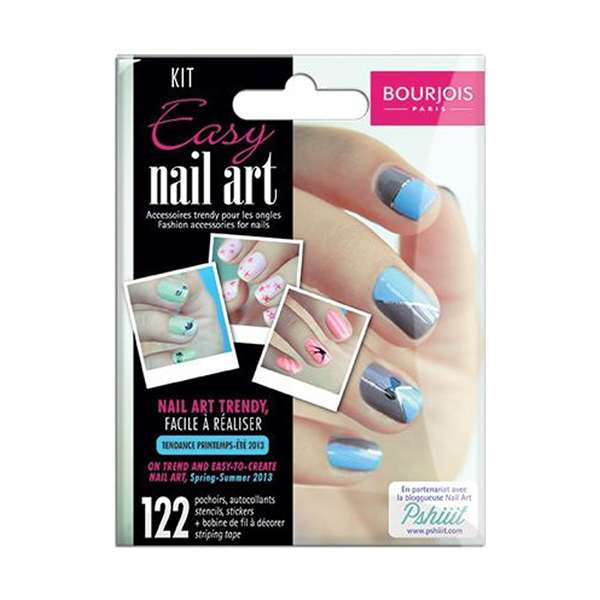 KIT
Easy
nail art
Accessoires trendy pour les ongles
Fashion accessories for nails
BOURJOIS
PARIS
NAIL ART TRENDY,
FACILE À RÉALISER
TENDANCE PRINTEMPS-ÉTÉ 2013
ON TREND AND EASY-TO-CREATE
NAIL ART, Spring-Summer 2013
122
pochoirs, autocollants
stencils, stickers
+ bobine de fil à décorer
striping tape
En partenariat avec
la bloggueuse Nail Art
Pshiiit
pshiiit.com